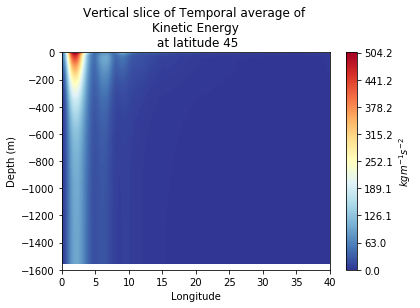 Vertical slice of Temporal average of
Kinetic Energy
at latitude 45
0
−200
−400
−600
−800
−1000
−1200
−1400
−1600
Depth (m)
0 5 10 15 20 25 30 35 40
Longitude
504.2
441.2
378.2
315.2
252.1
189.1
126.1
63.0
0.0
kgm⁻¹s⁻²